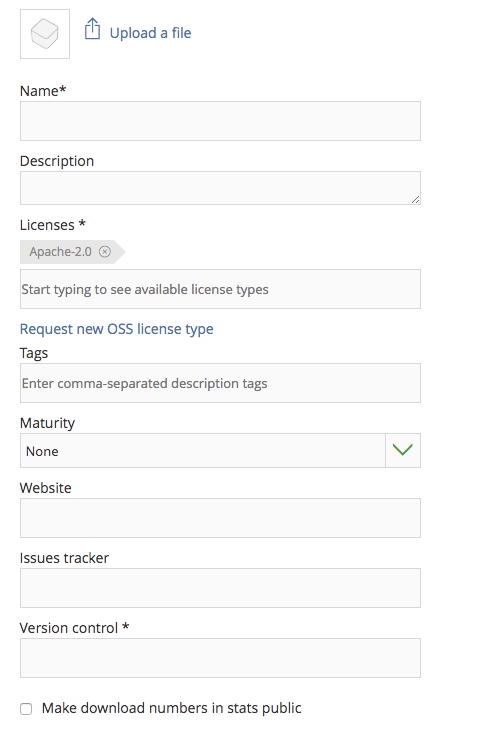 Upload a file
Name*
Description
Licenses *
Apache-2.0
Start typing to see available license types
Request new OSS license type
Tags
Enter comma-separated description tags
Maturity
None
Website
Issues tracker
Version control *
Make download numbers in stats public